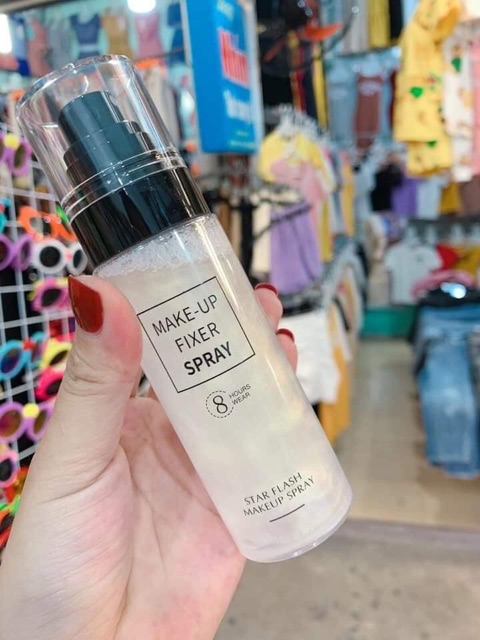 MAKE-UP
FIXER
SPRAY
8 HOURS
WEAR
STAR FLASH
MAKEUP SPRAY